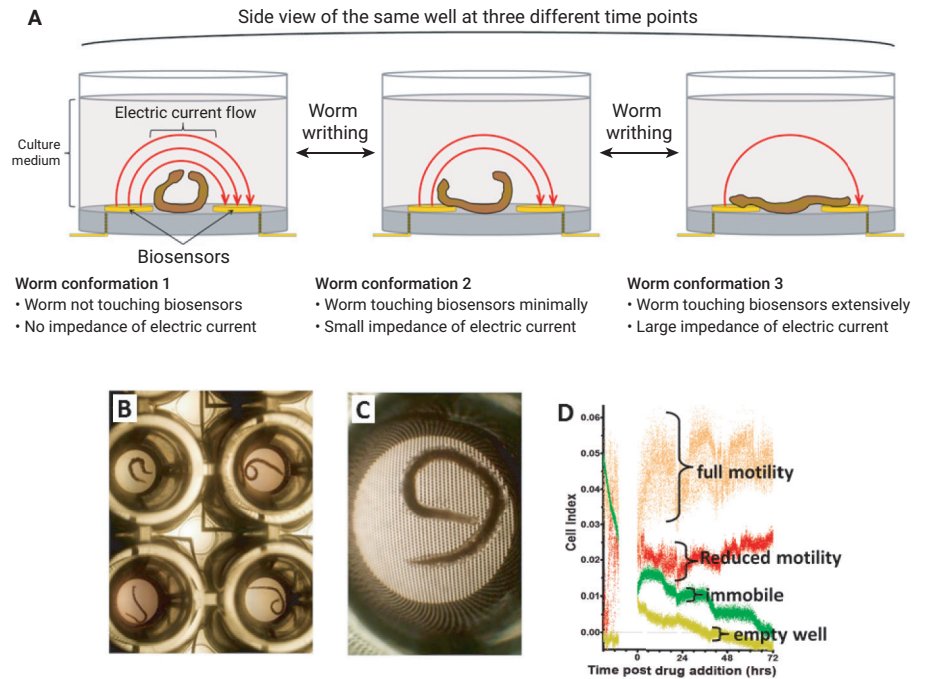 A
Side view of the same well at three different time points
Electric current flow
Culture
medium
Worm
writhing
Worm
writhing
Biosensors
Worm conformation 1
• Worm not touching biosensors
• No impedance of electric current
Worm conformation 2
• Worm touching biosensors minimally
• Small impedance of electric current
Worm conformation 3
• Worm touching biosensors extensively
• Large impedance of electric current
B
C
D
Cell Index
0.06
0.05
0.04
0.03
0.02
0.01
0.00
full motility
Reduced motility
immobile
empty well
0 24 48 72
Time post drug addition (hrs)